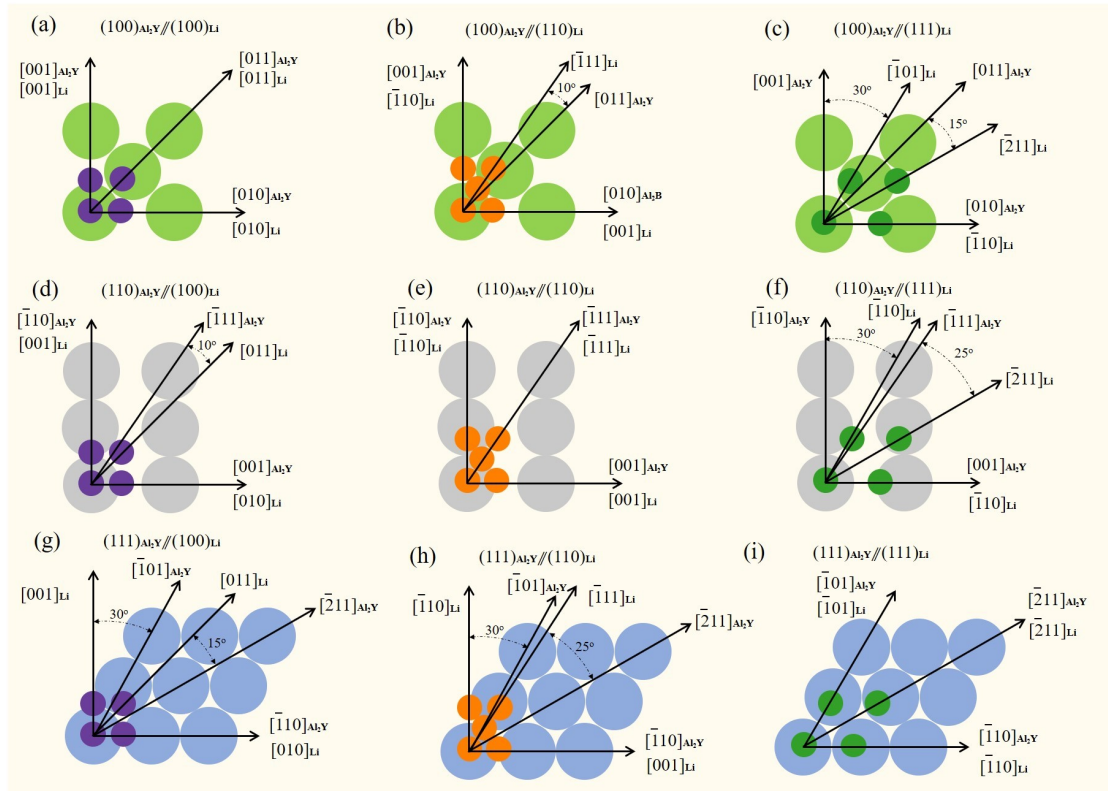 (a)
(100)Al₂Y//(100)Li
[001]Al₂Y
[001]Li
[011]Al₂Y
[011]Li
[010]Al₂Y
[010]Li
(b)
(100)Al₂Y//(110)Li
[001]Al₂Y
[1̄10]Li
[1̄11]Li
10°
[011]Al₂Y
[010]Al₂B
[001]Li
(c)
(100)Al₂Y//(111)Li
[001]Al₂Y
30°
[1̄01]Li
[011]Al₂Y
15°
[2̄11]Li
[010]Al₂Y
[1̄10]Li
(d)
(110)Al₂Y//(100)Li
[1̄10]Al₂Y
[001]Li
[1̄11]Al₂Y
10°
[011]Li
[001]Al₂Y
[010]Li
(e)
(110)Al₂Y//(110)Li
[1̄10]Al₂Y
[1̄10]Li
[1̄11]Al₂Y
[1̄11]Li
[001]Al₂Y
[001]Li
(f)
(110)Al₂Y//(111)Li
[1̄10]Al₂Y
30°
[1̄10]Li
[1̄11]Al₂Y
25°
[2̄11]Li
[001]Al₂Y
[1̄10]Li
(g)
(111)Al₂Y//(100)Li
[001]Li
30°
[1̄01]Al₂Y
[011]Li
15°
[2̄11]Al₂Y
[1̄10]Al₂Y
[010]Li
(h)
(111)Al₂Y//(110)Li
[1̄10]Li
30°
[1̄01]Al₂Y
[1̄11]Li
25°
[2̄11]Al₂Y
[1̄10]Al₂Y
[001]Li
(i)
(111)Al₂Y//(111)Li
[1̄01]Al₂Y
[1̄01]Li
[2̄11]Al₂Y
[2̄11]Li
[1̄10]Al₂Y
[1̄10]Li